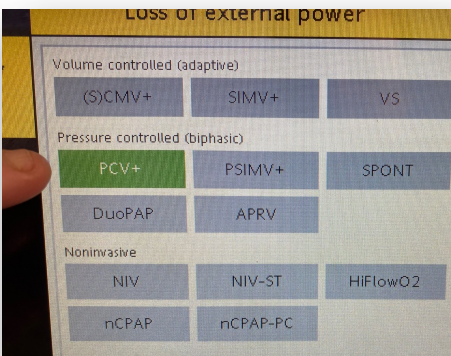 Loss of external power
Volume controlled (adaptive)
(S)CMV+ SIMV+ VS
Pressure controlled (biphasic)
PCV+ PSIMV+ SPONT
DuoPAP APRV
Noninvasive
NIV NIV-ST HiFlowO2
nCPAP nCPAP-PC